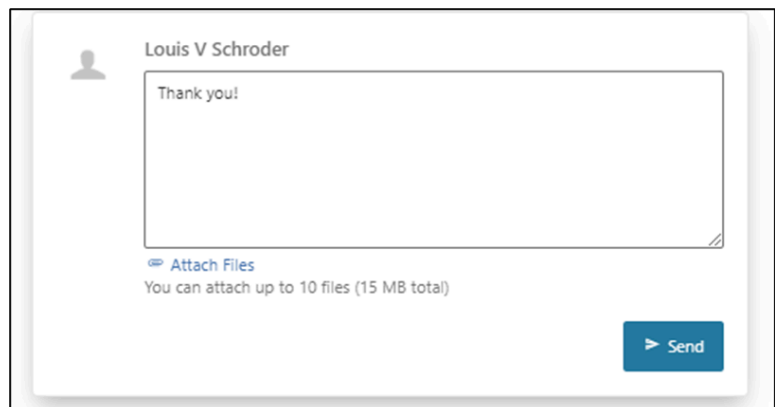 Louis V Schroder
Thank you!
Attach Files
You can attach up to 10 files (15 MB total)
Send